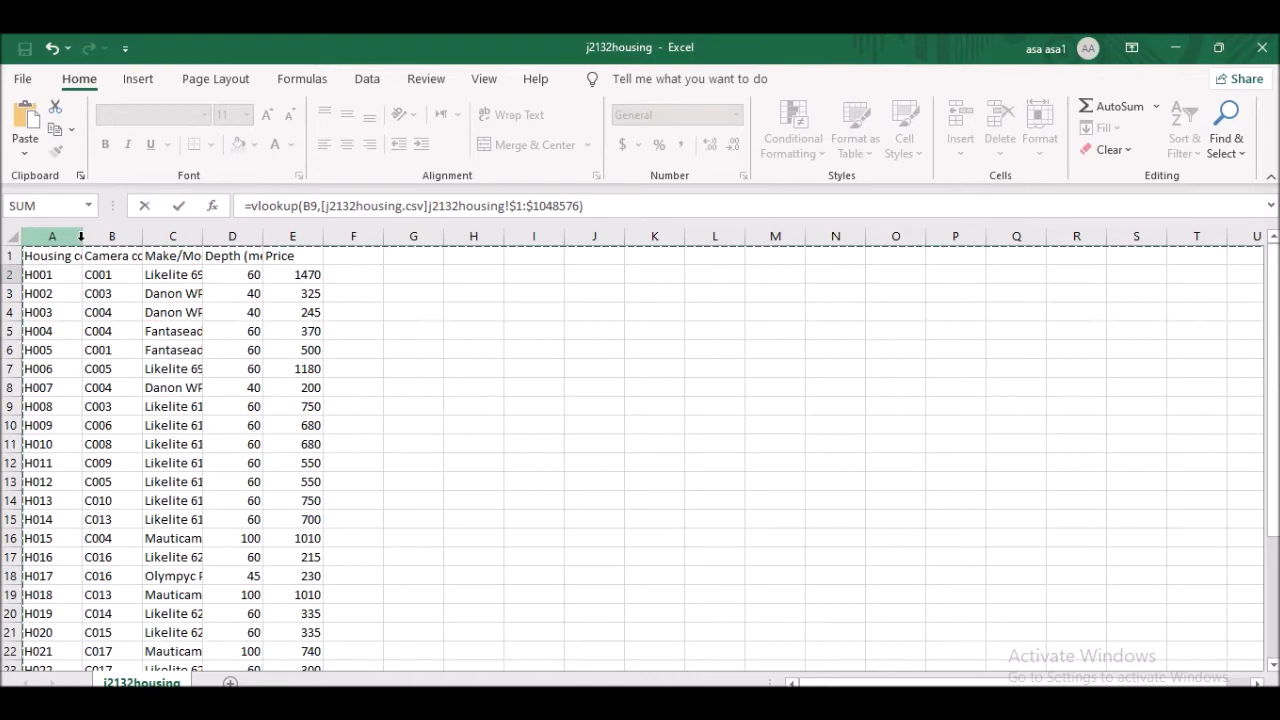 j2132housing - Excel
asa asa1 AA
File Home Insert Page Layout Formulas Data Review View Help Tell me what you want to do Share
Paste
11
Wrap Text
General
Conditional Formatting
Format as Table
Cell Styles
Insert
Delete
Format
AutoSum
Fill
Clear
Sort & Filter
Find & Select
B I U A
Merge & Center
$ % ,
Clipboard Font Alignment Number Styles Cells Editing
SUM fx =vlookup(B9,[j2132housing.csv]j2132housing!$1:$1048576)
A B C D E F G H I J K L M N O P Q R S T U
1 Housing co Camera co Make/Mo Depth (me Price
2 H001 C001 Likelite 69 60 1470
3 H002 C003 Danon WP 40 325
4 H003 C004 Danon WP 40 245
5 H004 C004 Fantasead 60 370
6 H005 C001 Fantasead 60 500
7 H006 C005 Likelite 69 60 1180
8 H007 C004 Danon WP 40 200
9 H008 C003 Likelite 61 60 750
10 H009 C006 Likelite 61 60 680
11 H010 C008 Likelite 61 60 680
12 H011 C009 Likelite 61 60 550
13 H012 C005 Likelite 61 60 550
14 H013 C010 Likelite 61 60 750
15 H014 C013 Likelite 61 60 700
16 H015 C004 Mauticam 100 1010
17 H016 C016 Likelite 62 60 215
18 H017 C016 Olympyc P 45 230
19 H018 C013 Mauticam 100 1010
20 H019 C014 Likelite 62 60 335
21 H020 C015 Likelite 62 60 335
22 H021 C017 Mauticam 100 740
23 H022 C017 Likelite 62 60 300
Activate Windows
Go to Settings to activate Windows.
j2132housing